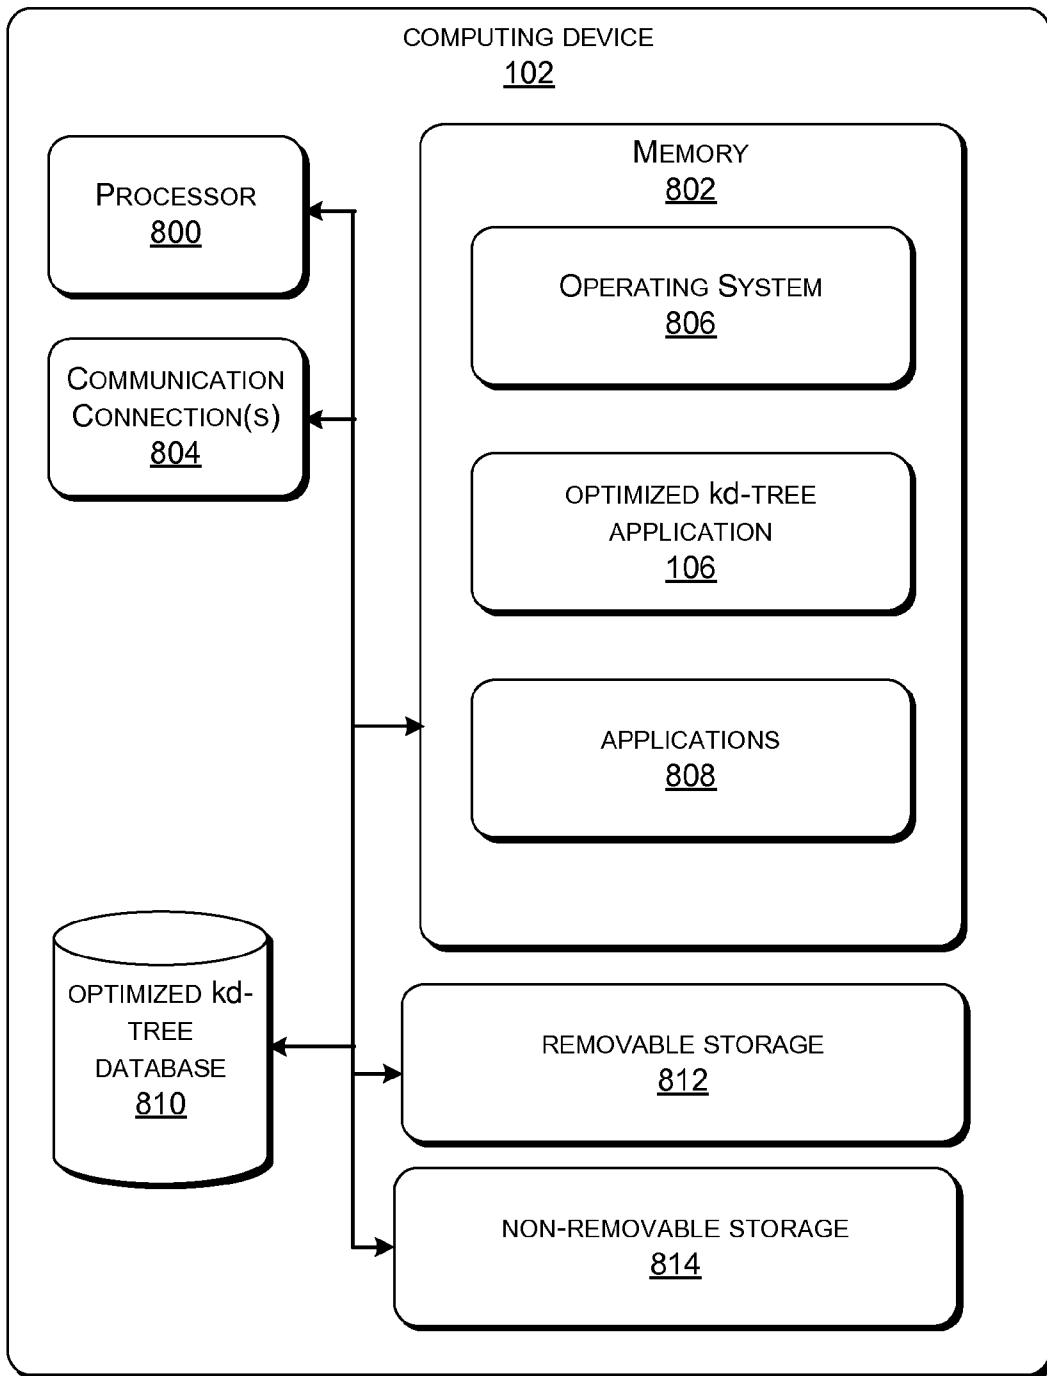 COMPUTING DEVICE
102
PROCESSOR
800
COMMUNICATION
CONNECTION(S)
804
MEMORY
802
OPERATING SYSTEM
806
OPTIMIZED kd-TREE
APPLICATION
106
APPLICATIONS
808
OPTIMIZED kd-
TREE
DATABASE
810
REMOVABLE STORAGE
812
NON-REMOVABLE STORAGE
814